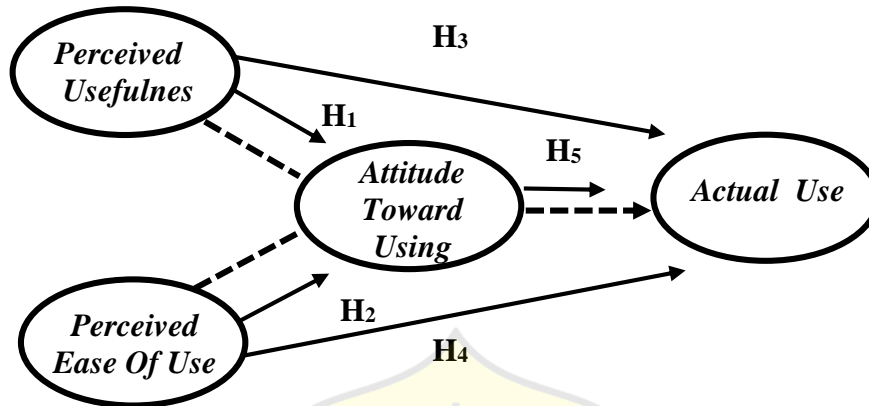 H3
Perceived
Usefulnes
H1
H5
Attitude
Toward
Using
Actual Use
H2
Perceived
Ease Of Use
H4